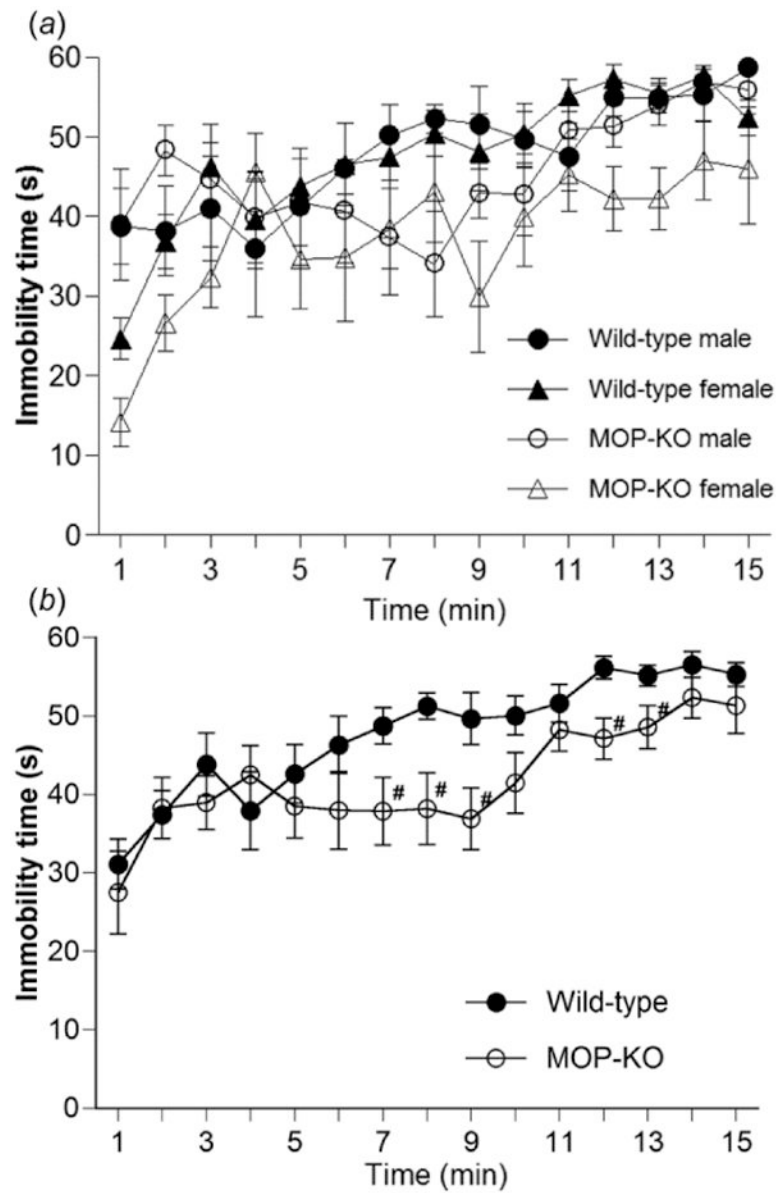 (a)
60
50
40
30
20
10
0
Immobility time (s)
Wild-type male
Wild-type female
MOP-KO male
MOP-KO female
1 3 5 7 9 11 13 15
Time (min)
(b)
60
50
40
30
20
10
0
Immobility time (s)
# # # # #
Wild-type
MOP-KO
1 3 5 7 9 11 13 15
Time (min)